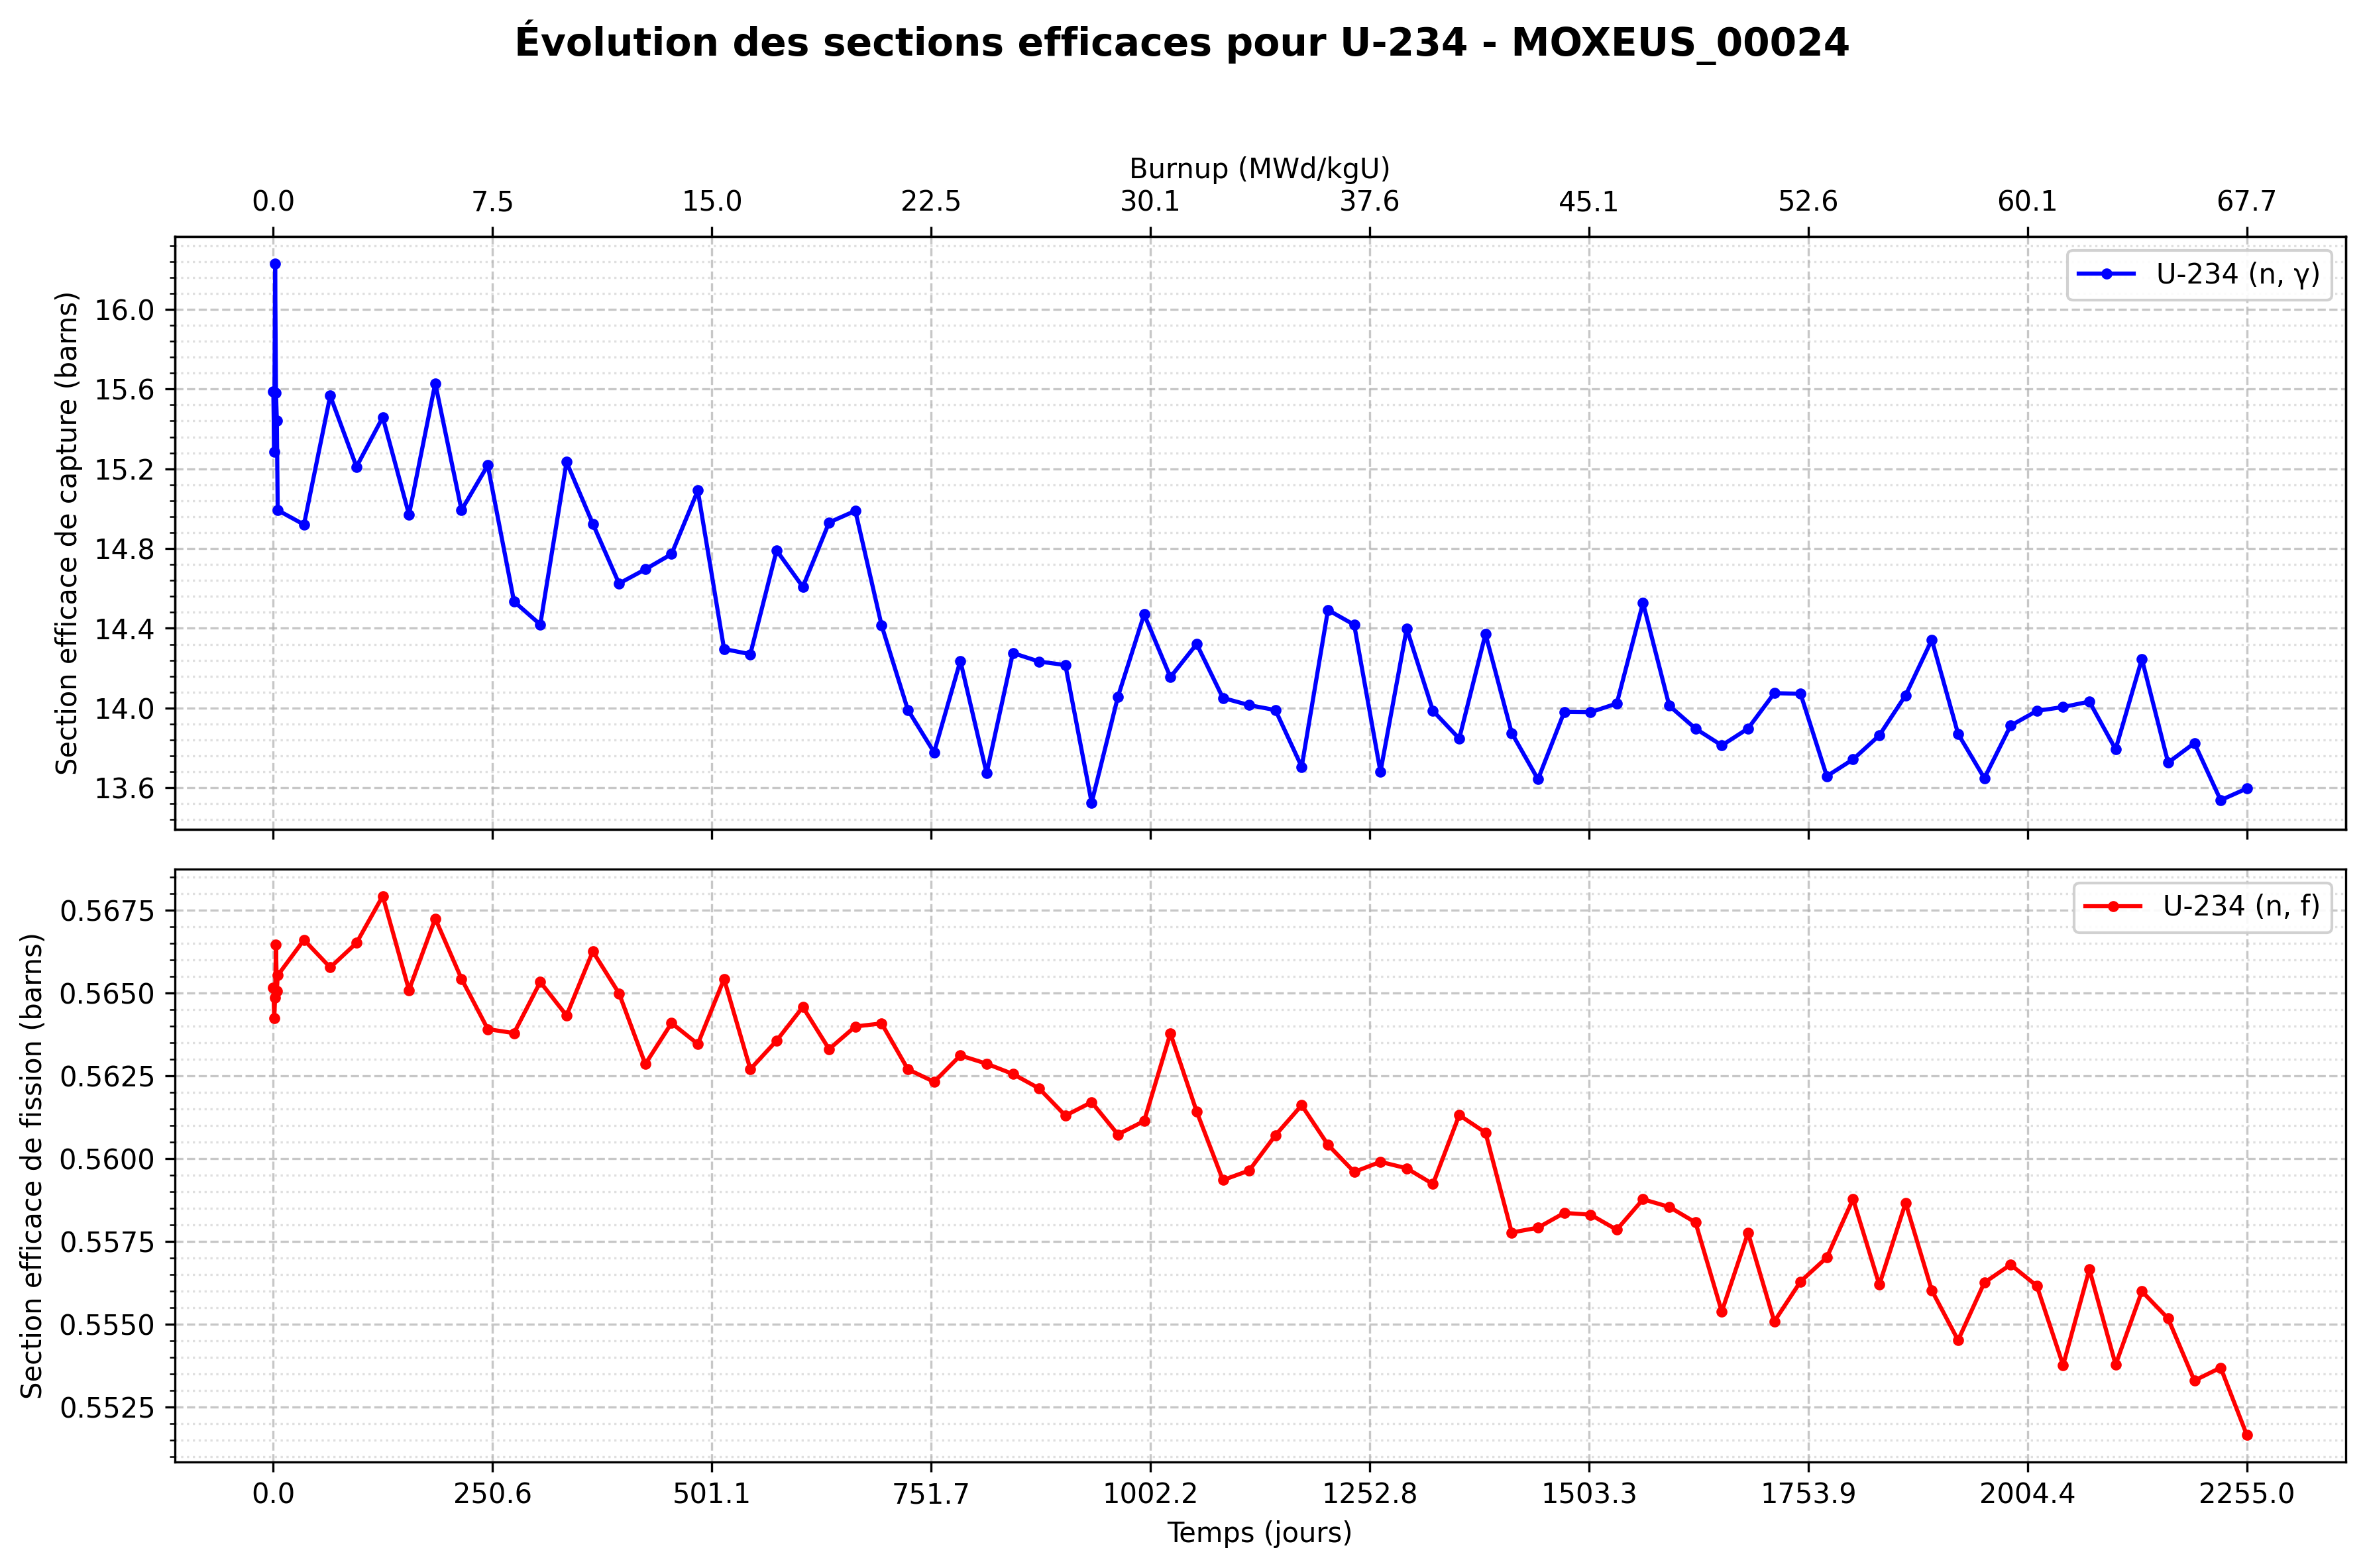 Évolution des sections efficaces pour U-234 - MOXEUS_00024
Burnup (MWd/kgU)
0.0 7.5 15.0 22.5 30.1 37.6 45.1 52.6 60.1 67.7
Section efficace de capture (barns)
16.0
15.6
15.2
14.8
14.4
14.0
13.6
U-234 (n, γ)
Section efficace de fission (barns)
0.5675
0.5650
0.5625
0.5600
0.5575
0.5550
0.5525
U-234 (n, f)
0.0 250.6 501.1 751.7 1002.2 1252.8 1503.3 1753.9 2004.4 2255.0
Temps (jours)